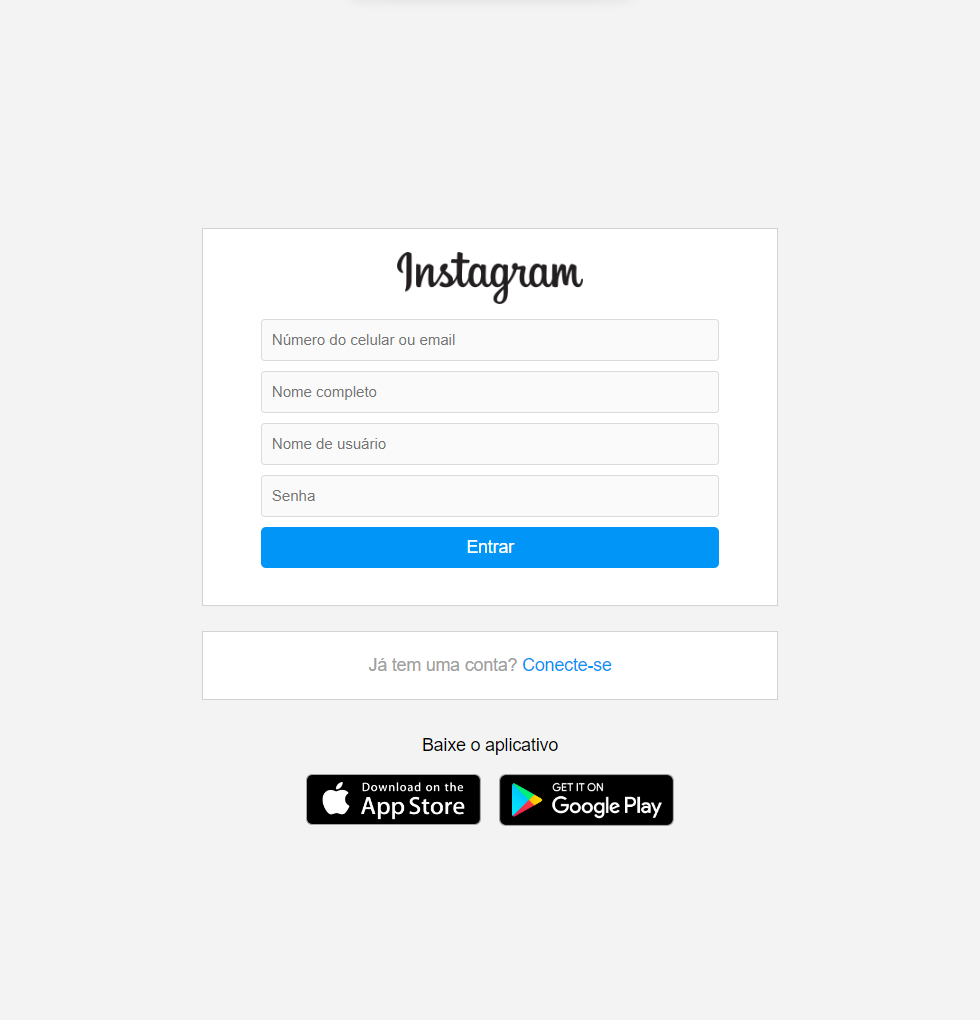 Instagram
Número do celular ou email
Nome completo
Nome de usuário
Senha
Entrar
Já tem uma conta? Conecte-se
Baixe o aplicativo
Download on the
App Store
GET IT ON
Google Play